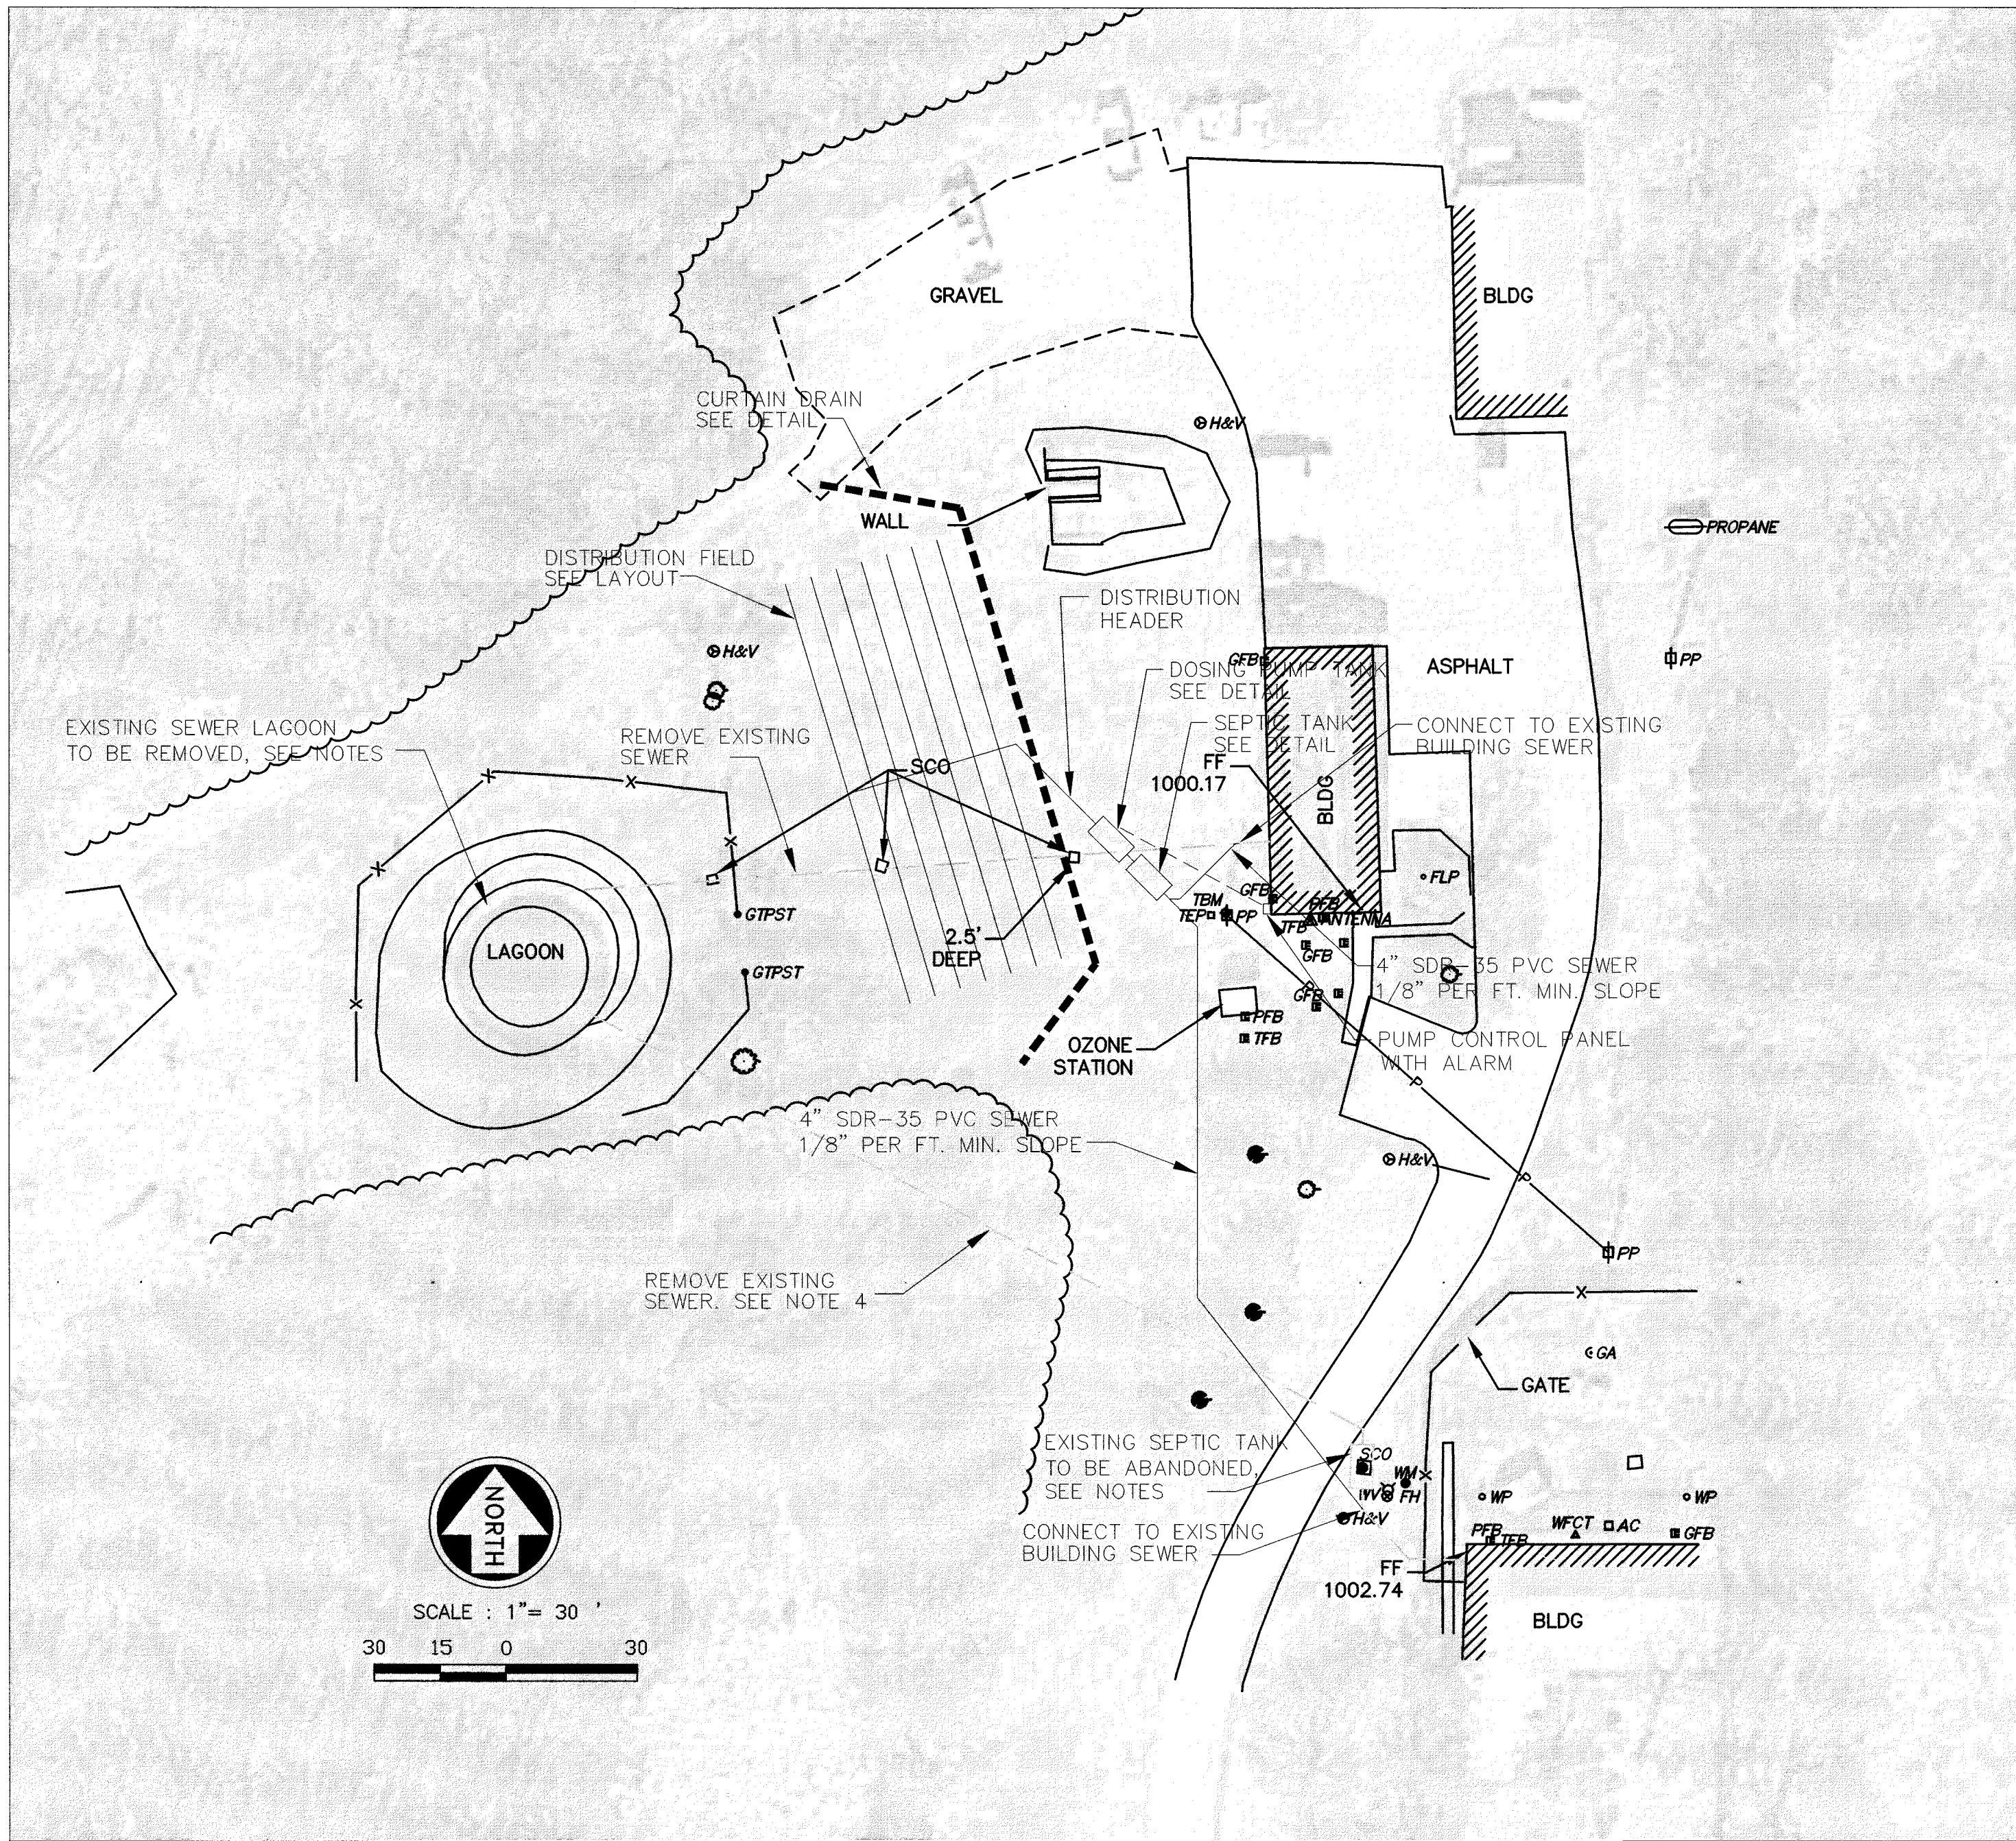 GRAVEL
BLDG
CURTAIN DRAIN
SEE DETAIL
H&V
WALL
PROPANE
DISTRIBUTION FIELD
SEE LAYOUT
DISTRIBUTION
HEADER
H&V
GFB
DOSING PUMP TANK
SEE DETAIL
ASPHALT
PP
EXISTING SEWER LAGOON
TO BE REMOVED, SEE NOTES
REMOVE EXISTING
SEWER
SEPTIC TANK
SEE DETAIL
CONNECT TO EXISTING
BUILDING SEWER
SCO
FF
1000.17
BLDG
FLP
GTPST
TBM
TEP
PP
GFB
PFB
ANTENNA
TFB
LAGOON
2.5'
DEEP
GFB
GTPST
4" SDR-35 PVC SEWER
1/8" PER FT. MIN. SLOPE
GFB
PFB
TFB
OZONE
STATION
PUMP CONTROL PANEL
WITH ALARM
4" SDR-35 PVC SEWER
1/8" PER FT. MIN. SLOPE
H&V
PP
REMOVE EXISTING
SEWER. SEE NOTE 4
GA
GATE
EXISTING SEPTIC TANK
TO BE ABANDONED,
SEE NOTES
SCO
WM
WV
FH
H&V
WP
WP
PFB
TFB
WFCT
AC
GFB
CONNECT TO EXISTING
BUILDING SEWER
FF
1002.74
BLDG
NORTH
SCALE : 1"= 30 '
30 15 0 30